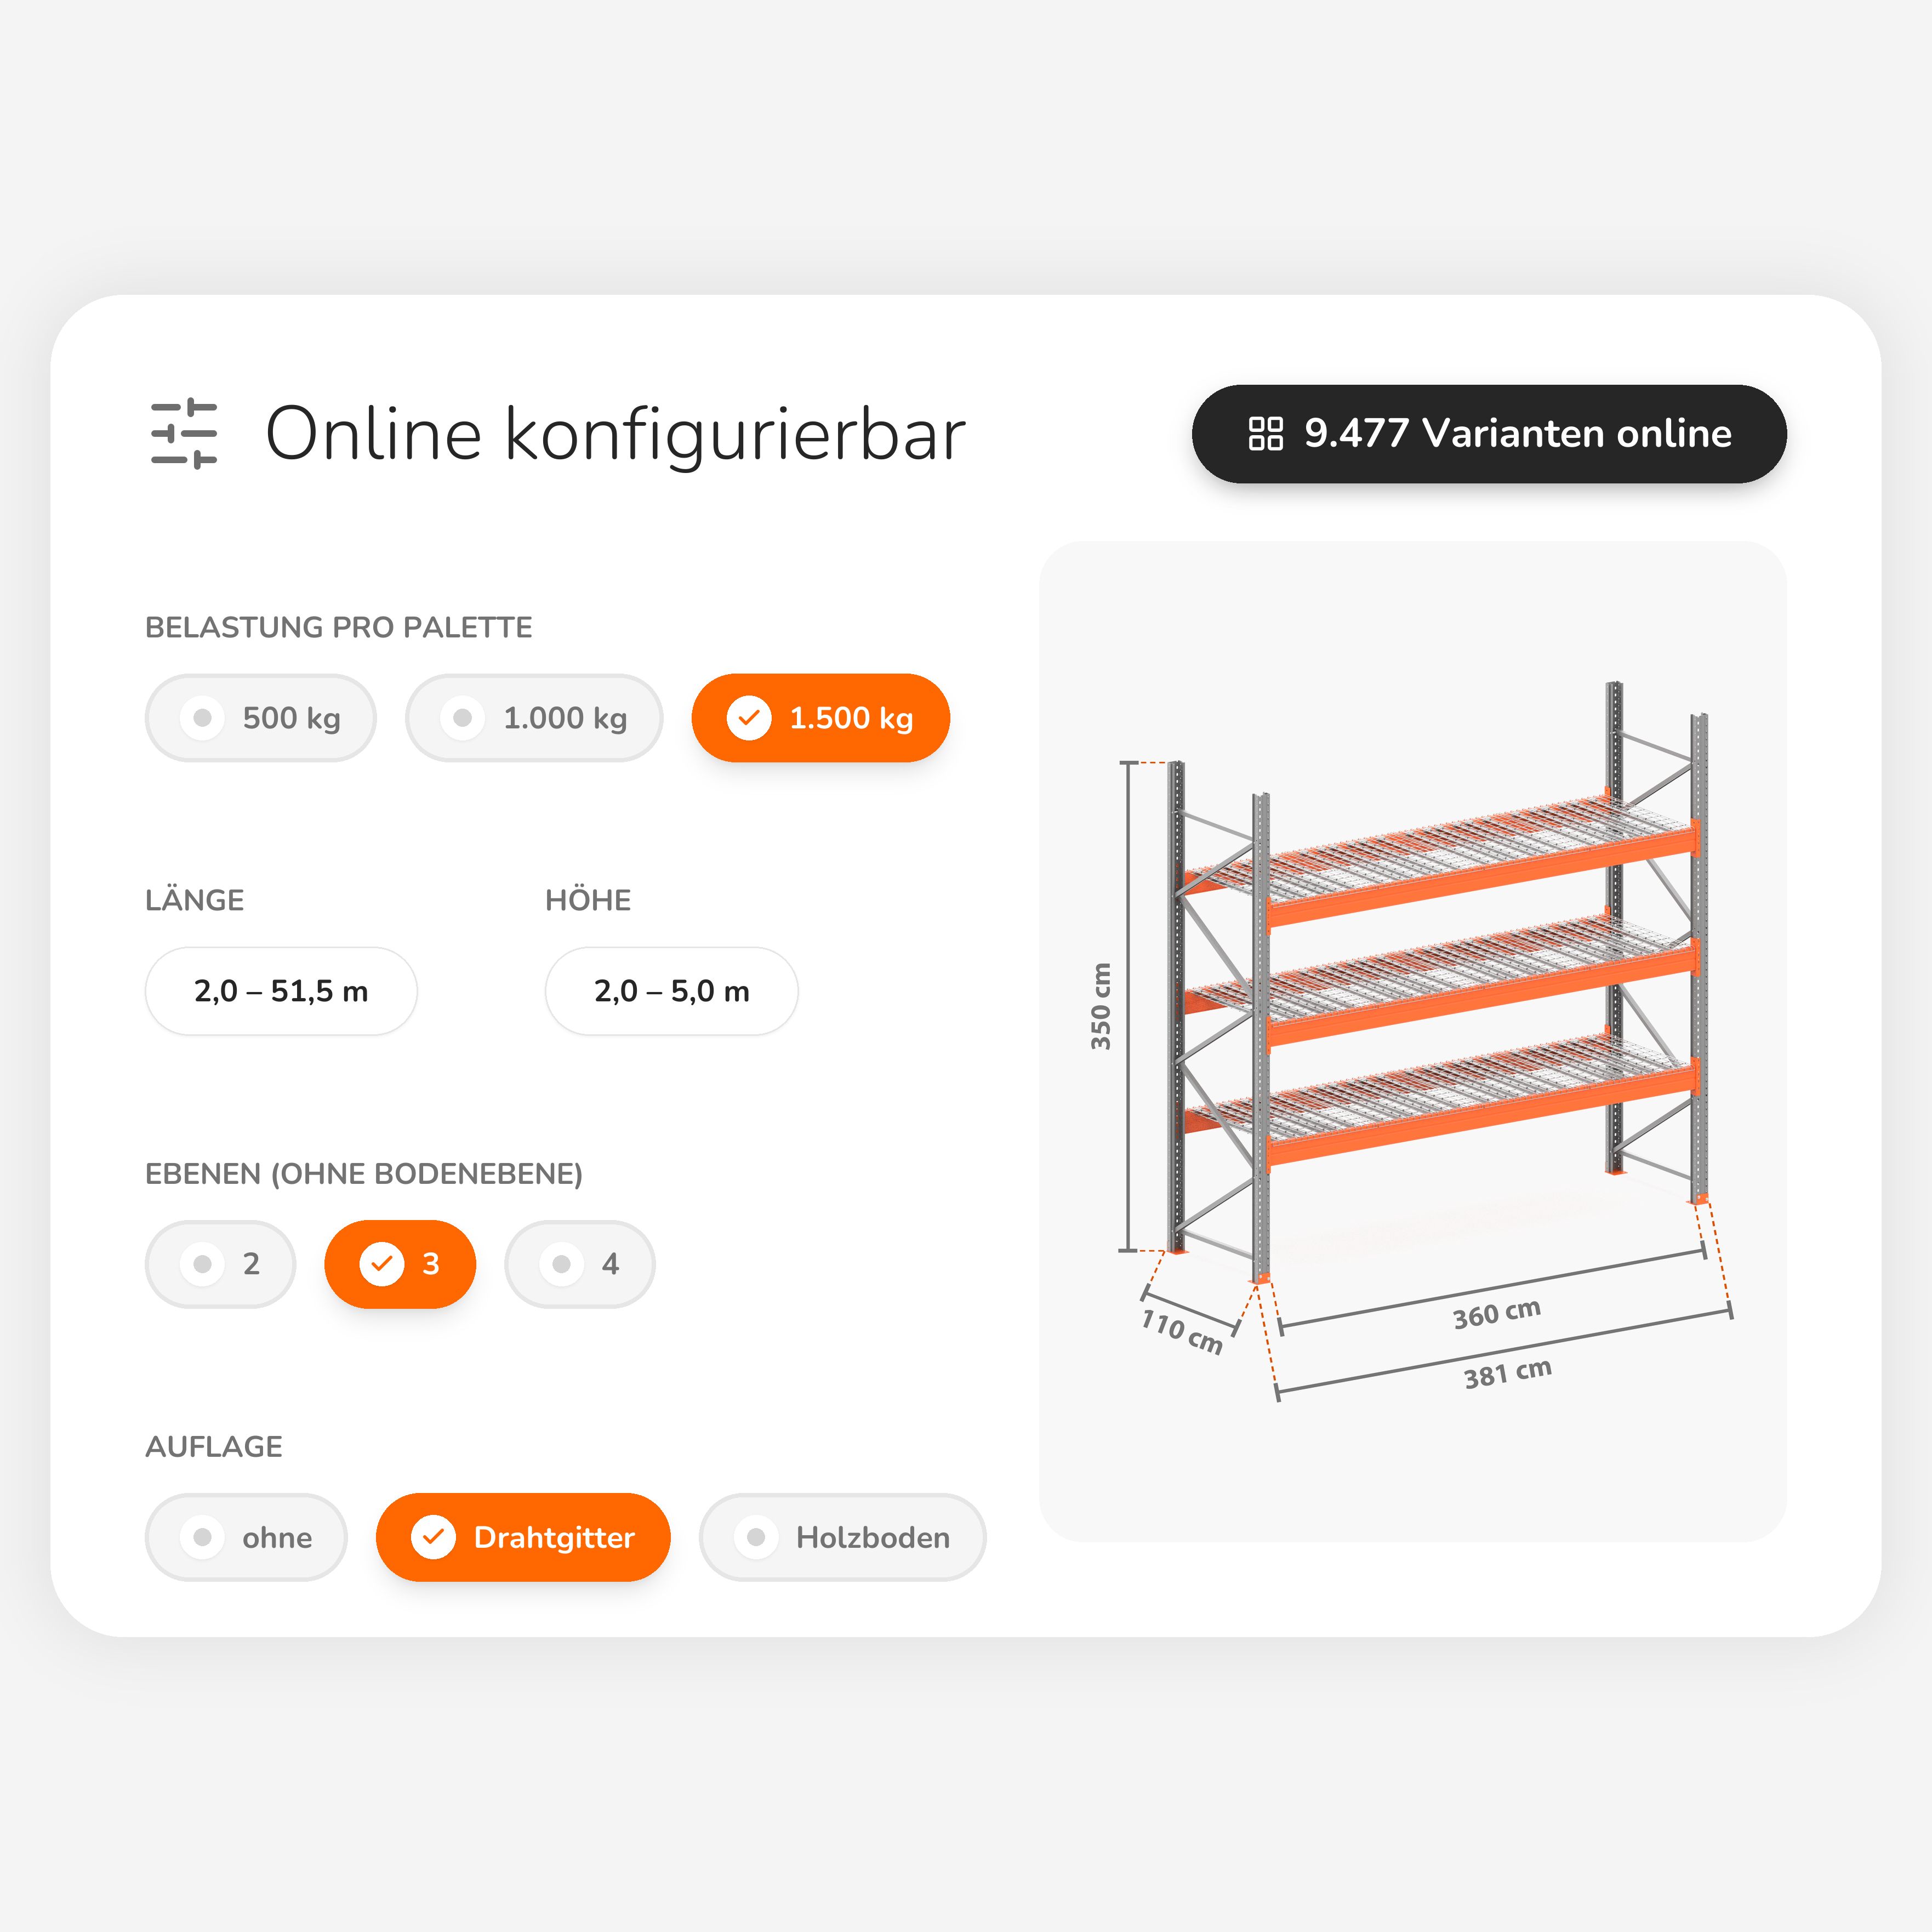 Online konfigurierbar
9.477 Varianten online
BELASTUNG PRO PALETTE
500 kg
1.000 kg
1.500 kg
LÄNGE
HÖHE
2,0 – 51,5 m
2,0 – 5,0 m
EBENEN (OHNE BODENEBENE)
2
3
4
AUFLAGE
ohne
Drahtgitter
Holzboden
350 cm
110 cm
360 cm
381 cm